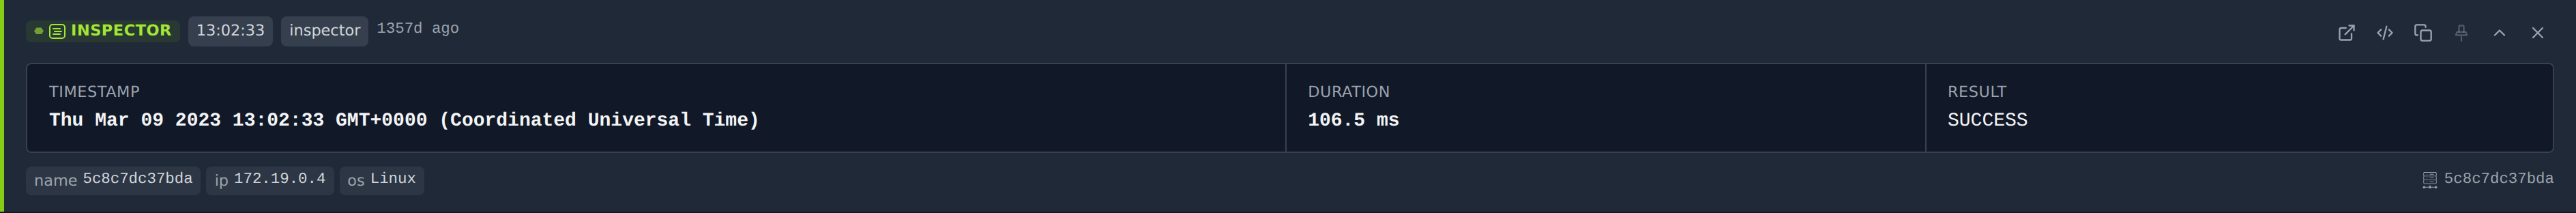 INSPECTOR 13:02:33 inspector 1357d ago
TIMESTAMP DURATION RESULT
Thu Mar 09 2023 13:02:33 GMT+0000 (Coordinated Universal Time) 106.5 ms SUCCESS
name 5c8c7dc37bda ip 172.19.0.4 os Linux 5c8c7dc37bda